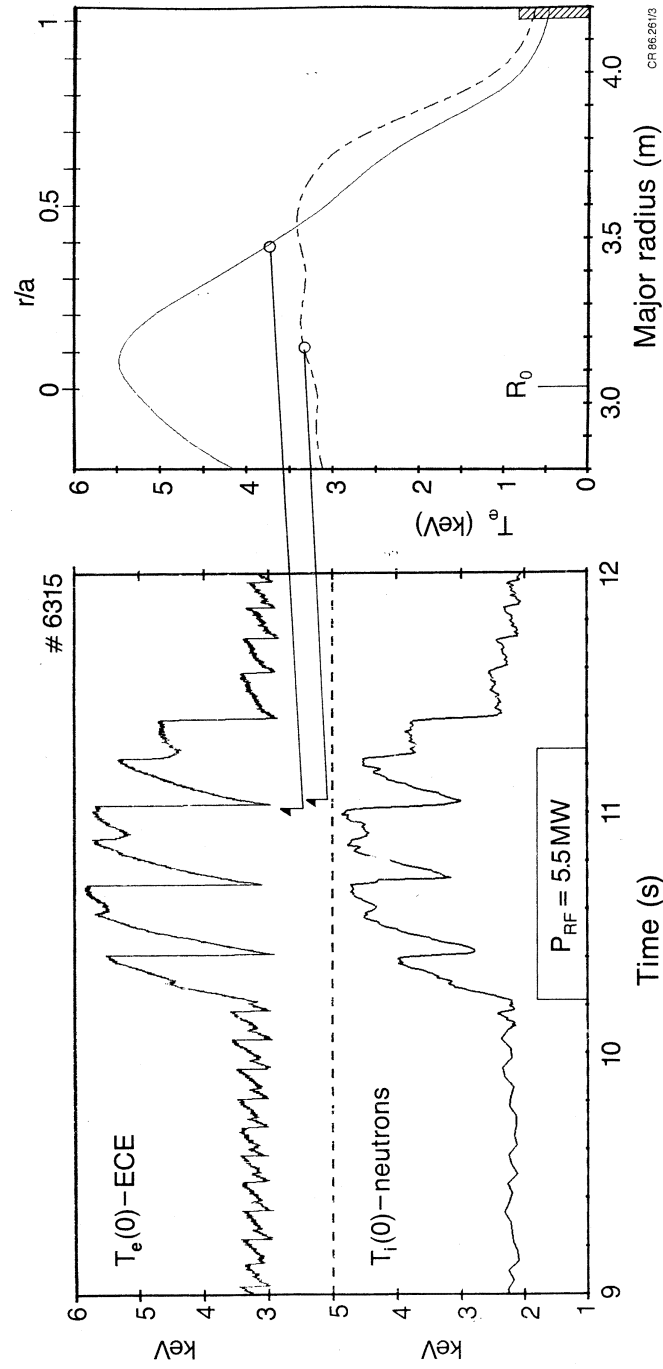 # 6315
6
5
4
3
keV
T_e(0)–ECE
5
4
3
2
1
keV
T_i(0)–neutrons
P_RF = 5.5 MW
9
10
11
12
Time (s)
r/a
0
0.5
1
6
5
4
3
2
1
0
T_e (keV)
R_0
3.0
3.5
4.0
Major radius (m)
CR 86.261/3